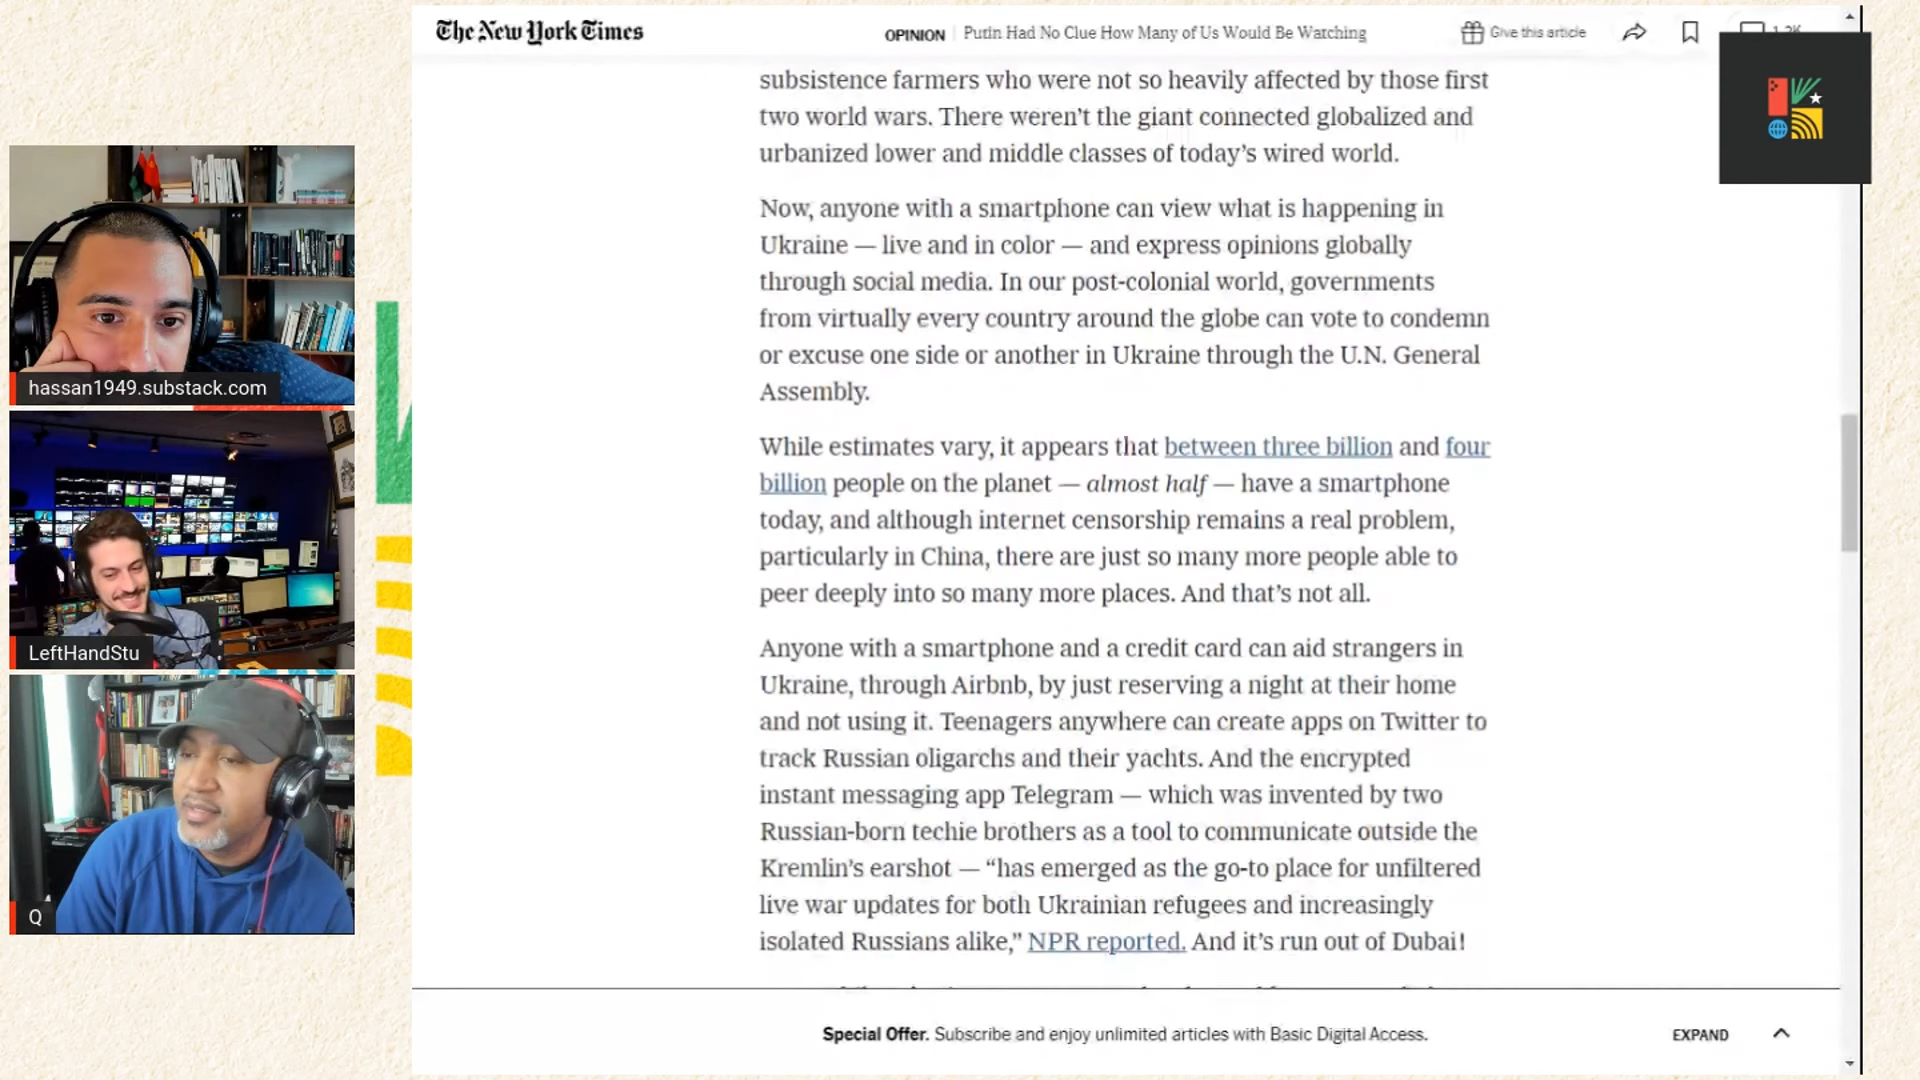 The New York Times
OPINION | Putin Had No Clue How Many of Us Would Be Watching
Give this article
subsistence farmers who were not so heavily affected by those first
two world wars. There weren’t the giant connected globalized and
urbanized lower and middle classes of today’s wired world.
Now, anyone with a smartphone can view what is happening in
Ukraine — live and in color — and express opinions globally
through social media. In our post-colonial world, governments
from virtually every country around the globe can vote to condemn
or excuse one side or another in Ukraine through the U.N. General
Assembly.
While estimates vary, it appears that between three billion and four
billion people on the planet — almost half — have a smartphone
today, and although internet censorship remains a real problem,
particularly in China, there are just so many more people able to
peer deeply into so many more places. And that’s not all.
Anyone with a smartphone and a credit card can aid strangers in
Ukraine, through Airbnb, by just reserving a night at their home
and not using it. Teenagers anywhere can create apps on Twitter to
track Russian oligarchs and their yachts. And the encrypted
instant messaging app Telegram — which was invented by two
Russian-born techie brothers as a tool to communicate outside the
Kremlin’s earshot — “has emerged as the go-to place for unfiltered
live war updates for both Ukrainian refugees and increasingly
isolated Russians alike,” NPR reported. And it’s run out of Dubai!
Special Offer. Subscribe and enjoy unlimited articles with Basic Digital Access.
EXPAND
hassan1949.substack.com
LeftHandStu
Q